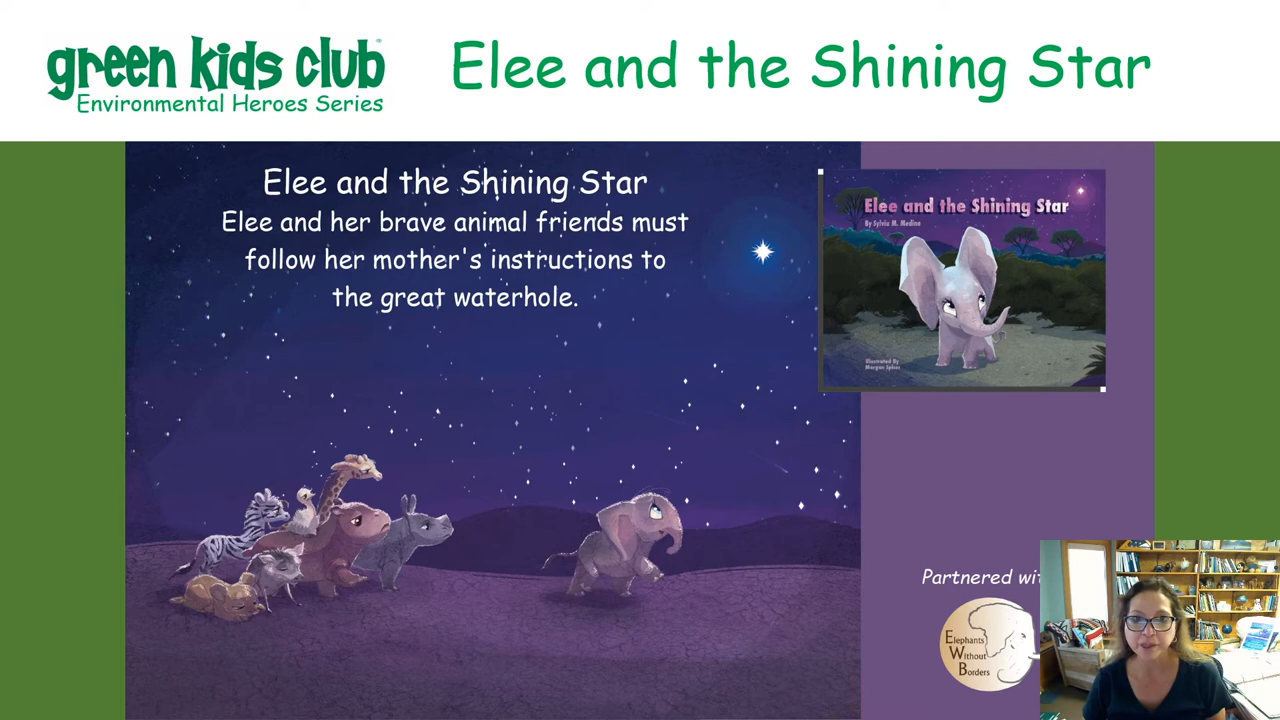 green kids club
Environmental Heroes Series
Elee and the Shining Star
Elee and the Shining Star
Elee and her brave animal friends must
follow her mother's instructions to
the great waterhole.
Elee and the Shining Star
By Sylvia M. Medina
Illustrated By
Morgan Spicer
Partnered wi
Elephants
Without
Borders